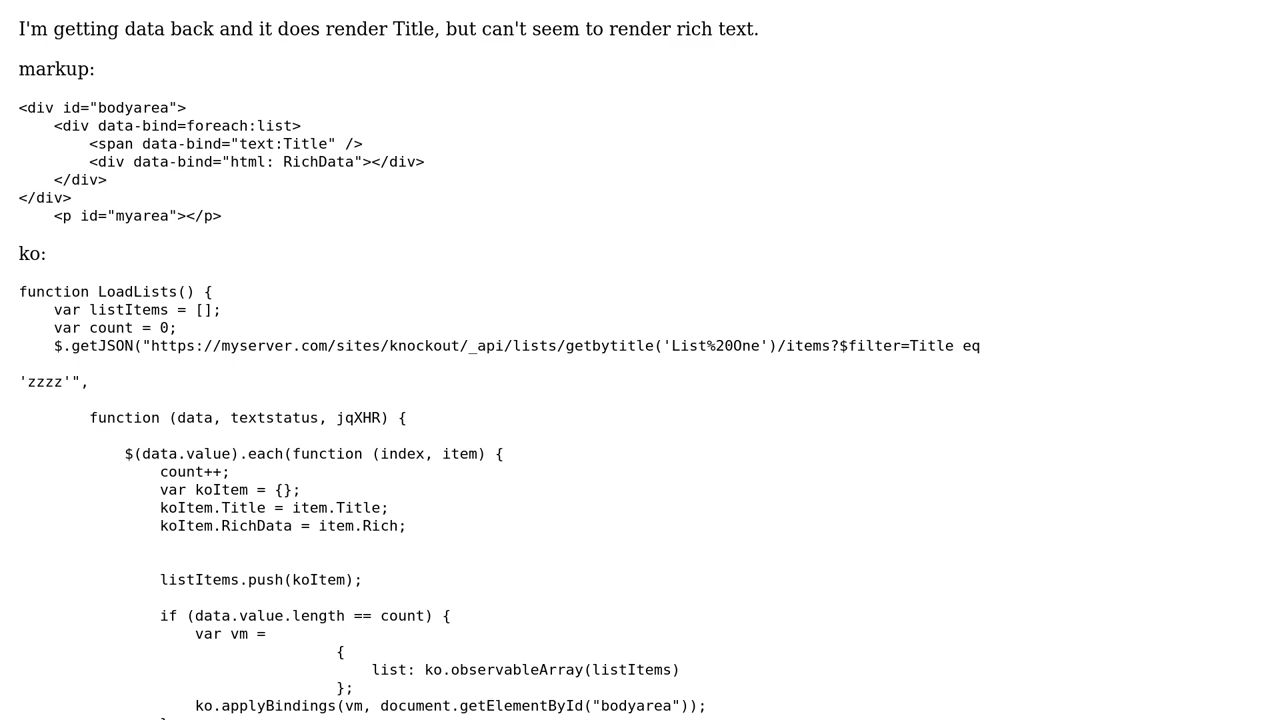 I'm getting data back and it does render Title, but can't seem to render rich text.
markup:
<div id="bodyarea">
    <div data-bind=foreach:list>
        <span data-bind="text:Title" />
        <div data-bind="html: RichData"></div>
    </div>
</div>
    <p id="myarea"></p>
ko:
function LoadLists() {
    var listItems = [];
    var count = 0;
    $.getJSON("https://myserver.com/sites/knockout/_api/lists/getbytitle('List%20One')/items?$filter=Title eq
'zzzz'",
        function (data, textstatus, jqXHR) {
            $(data.value).each(function (index, item) {
                count++;
                var koItem = {};
                koItem.Title = item.Title;
                koItem.RichData = item.Rich;
                listItems.push(koItem);
                if (data.value.length == count) {
                    var vm =
                                    {
                                        list: ko.observableArray(listItems)
                                    };
                    ko.applyBindings(vm, document.getElementById("bodyarea"));